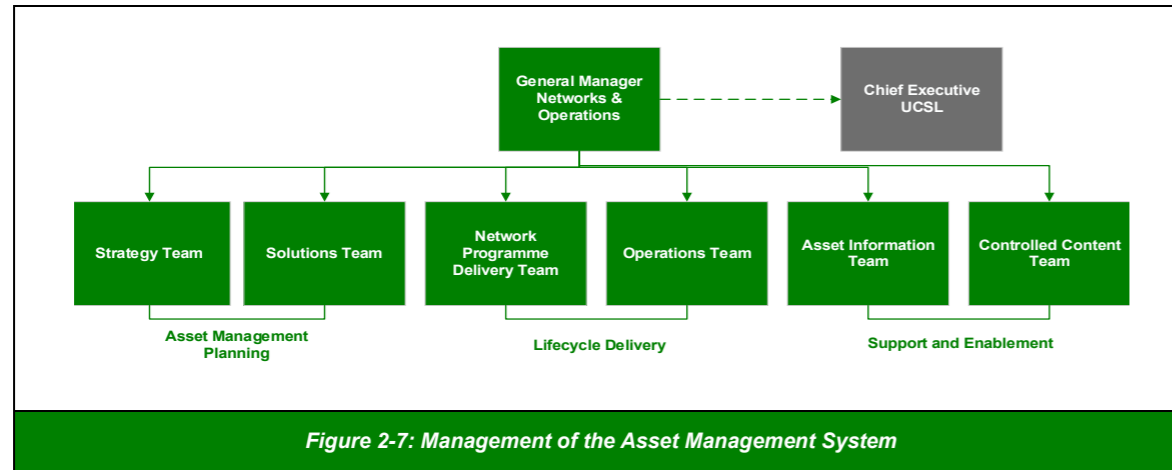 General Manager
Networks &
Operations
Chief Executive
UCSL
Strategy Team
Solutions Team
Network
Programme
Delivery Team
Operations Team
Asset Information
Team
Controlled Content
Team
Asset Management
Planning
Lifecycle Delivery
Support and Enablement
Figure 2-7: Management of the Asset Management System